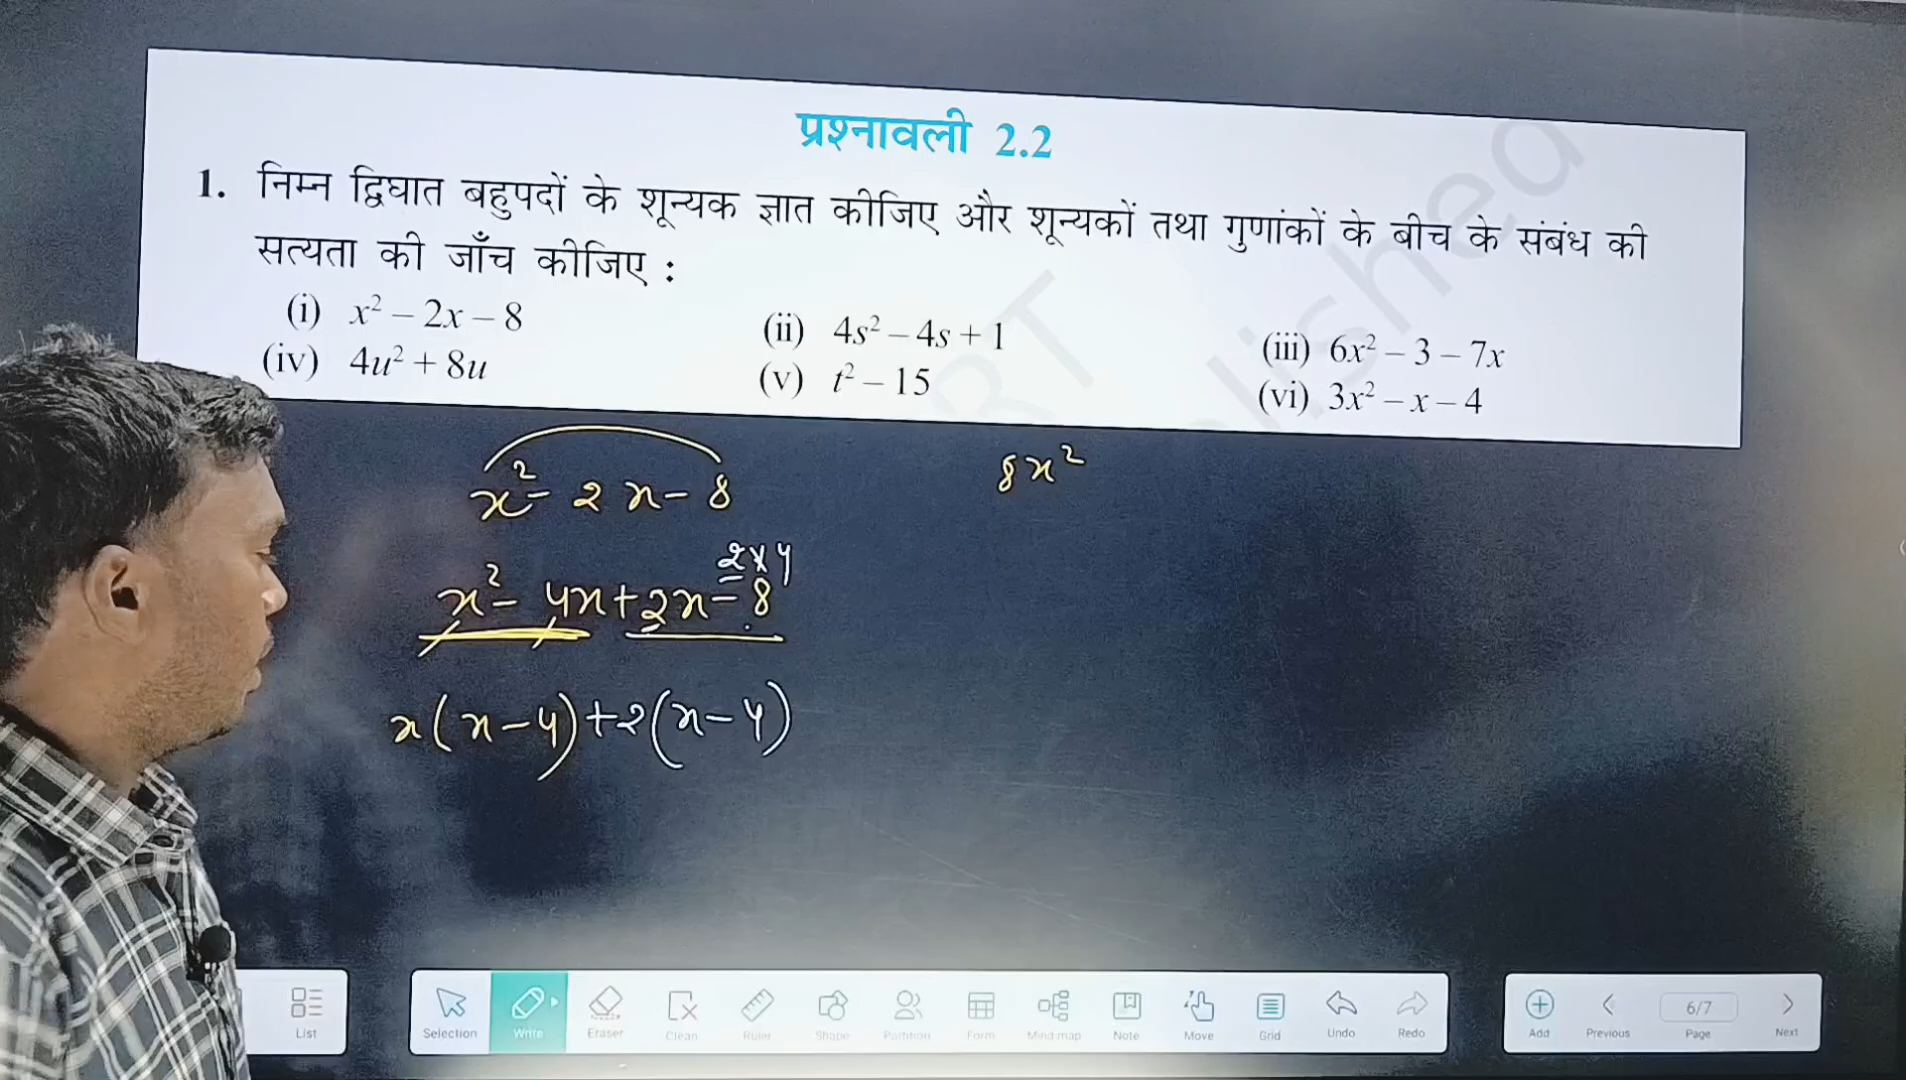 प्रश्नावली 2.2
1. निम्न द्विघात बहुपदों के शून्यक ज्ञात कीजिए और शून्यकों तथा गुणांकों के बीच के संबंध की
सत्यता की जाँच कीजिए :
(i) x² – 2x – 8 (ii) 4s² – 4s + 1 (iii) 6x² – 3 – 7x
(iv) 4u² + 8u (v) t² – 15 (vi) 3x² – x – 4
x² - 2x - 8
8x²
2×4
x² - 4x + 2x - 8
x(x-4)+2(x-4)
List
Selection Write Eraser Clean Ruler Shape Partition Form Mind map Note Move Grid Undo Redo
Add Previous 6/7 Page Next